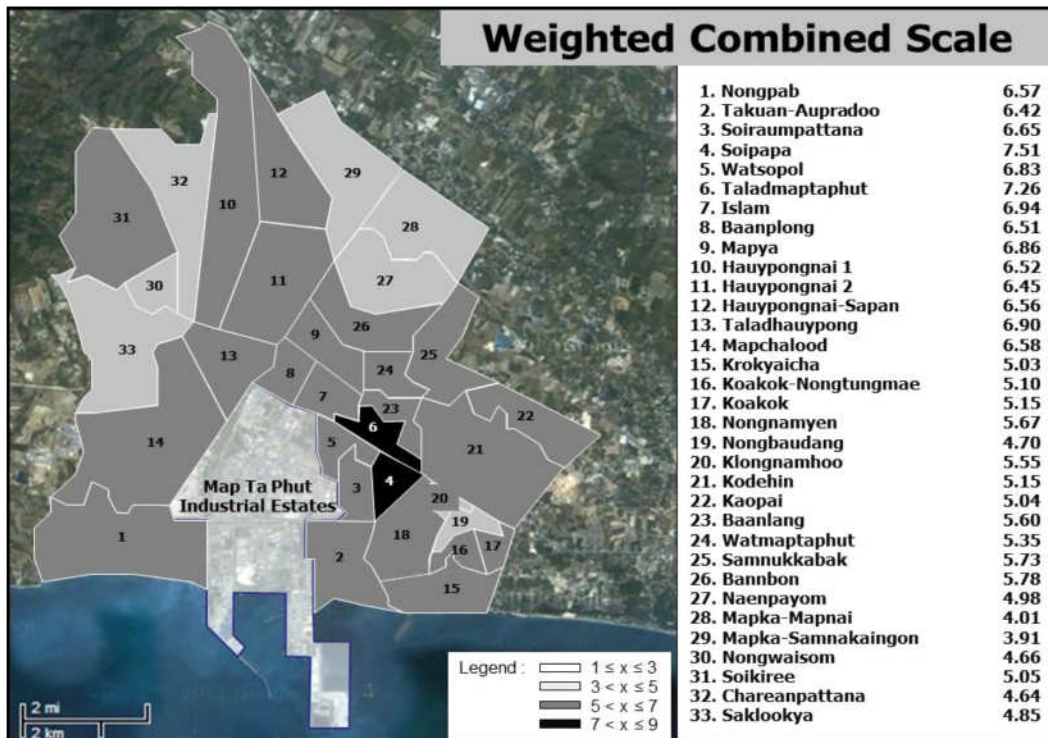 Weighted Combined Scale
1. Nongpab 6.57
2. Takuan-Aupradoo 6.42
3. Soiraumpattana 6.65
4. Soipapa 7.51
5. Watsopol 6.83
6. Taladmaptaphut 7.26
7. Islam 6.94
8. Baanplong 6.51
9. Mapya 6.86
10. Hauypongnai 1 6.52
11. Hauypongnai 2 6.45
12. Hauypongnai-Sapan 6.56
13. Taladhauypong 6.90
14. Mapchalood 6.58
15. Krokyaicha 5.03
16. Koakok-Nongtungmae 5.10
17. Koakok 5.15
18. Nongnamyen 5.67
19. Nongbaudang 4.70
20. Klongnamhoo 5.55
21. Kodehin 5.15
22. Kaopai 5.04
23. Baanlang 5.60
24. Watmaptaphut 5.35
25. Samnukkabak 5.73
26. Bannbon 5.78
27. Naenpayom 4.98
28. Mapka-Mapnai 4.01
29. Mapka-Samnakaingon 3.91
30. Nongwaisom 4.66
31. Soikiree 5.05
32. Chareanpattana 4.64
33. Saklookya 4.85
32
12
29
10
31
28
30
27
11
26
9
33
13
25
24
8
7
23
22
6
14
5
21
4
Map Ta Phut
Industrial Estates
3
20
19
1
2
18
16
17
15
Legend :
1 ≤ x ≤ 3
3 < x ≤ 5
5 < x ≤ 7
7 < x ≤ 9
2 mi
2 km